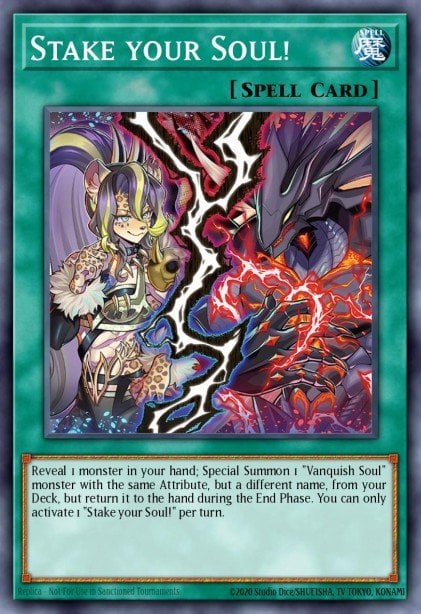 Stake your Soul!
SPELL
魔
[Spell Card]
Reveal 1 monster in your hand; Special Summon 1 "Vanquish Soul"
monster with the same Attribute, but a different name, from your
Deck, but return it to the hand during the End Phase. You can only
activate 1 "Stake your Soul!" per turn.
Replica - Not For Use in Sanctioned Tournaments
©2020 Studio Dice/SHUEISHA, TV TOKYO, KONAMI